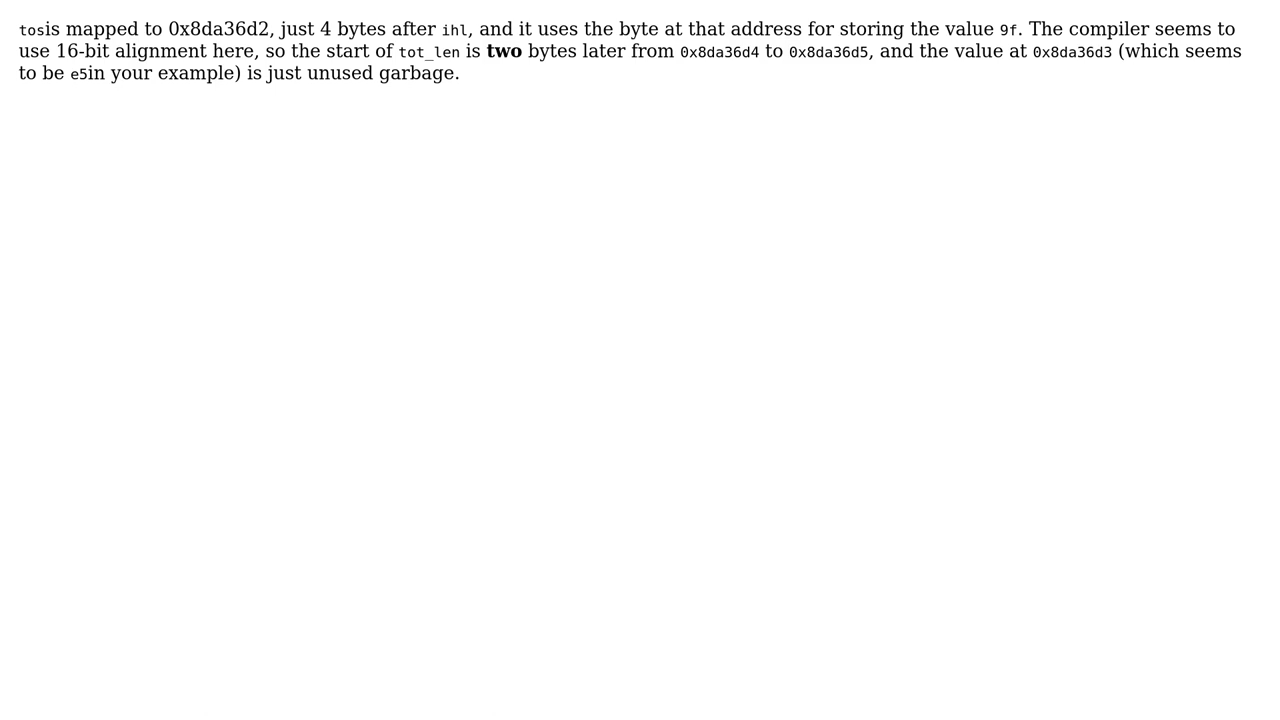 tosis mapped to 0x8da36d2, just 4 bytes after ihl, and it uses the byte at that address for storing the value 9f. The compiler seems to
use 16-bit alignment here, so the start of tot_len is two bytes later from 0x8da36d4 to 0x8da36d5, and the value at 0x8da36d3 (which seems
to be e5in your example) is just unused garbage.